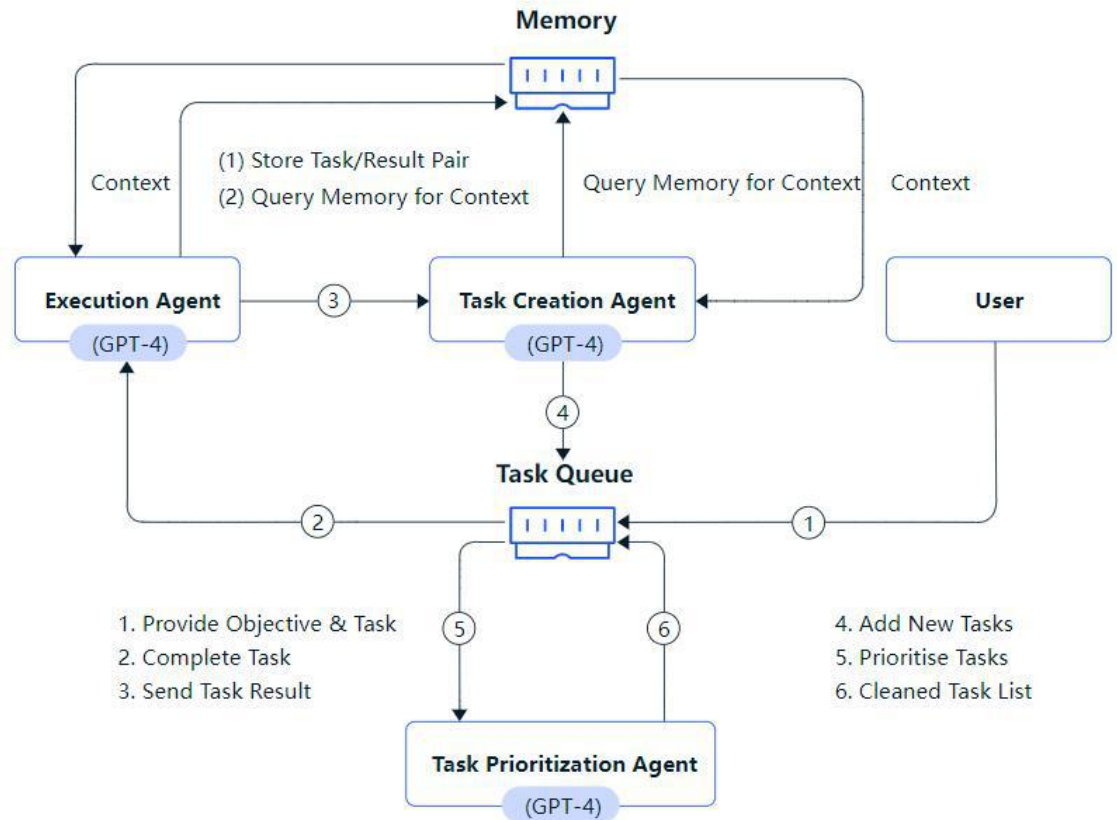 Memory
(1) Store Task/Result Pair
Context
(2) Query Memory for Context
Query Memory for Context
Context
Execution Agent
(GPT-4)
3
Task Creation Agent
(GPT-4)
User
4
Task Queue
2
1
1. Provide Objective & Task
2. Complete Task
3. Send Task Result
5
6
4. Add New Tasks
5. Prioritise Tasks
6. Cleaned Task List
Task Prioritization Agent
(GPT-4)